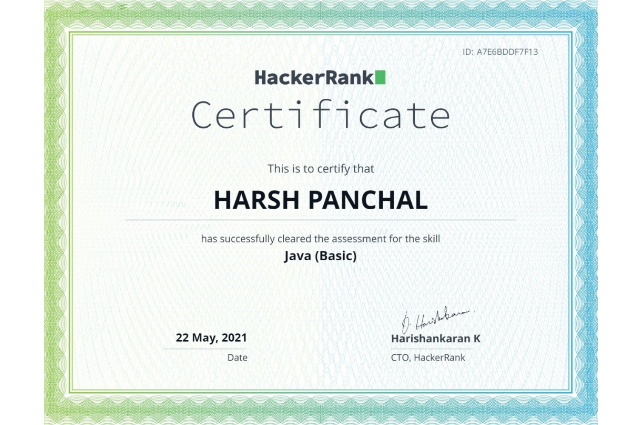 ID: A7E6BDDF7F13
HackerRank
Certificate
This is to certify that
HARSH PANCHAL
has successfully cleared the assessment for the skill
Java (Basic)
D. Harishankaran.
22 May, 2021
Harishankaran K
Date
CTO, HackerRank